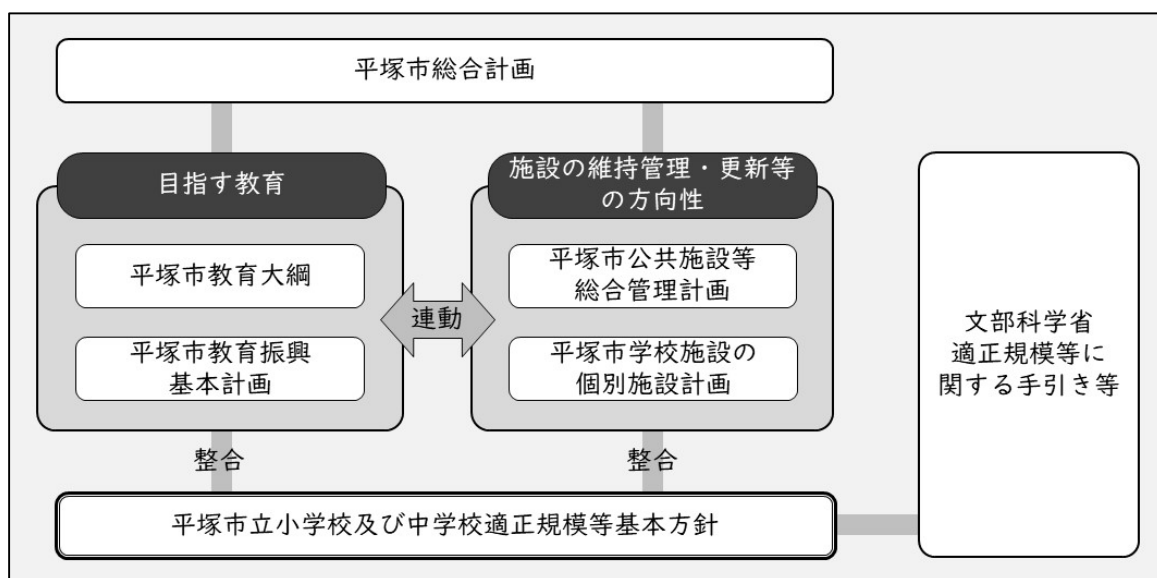 平塚市総合計画
目指す教育
平塚市教育大綱
平塚市教育振興
基本計画
連動
施設の維持管理・更新等
の方向性
平塚市公共施設等
総合管理計画
平塚市学校施設の
個別施設計画
文部科学省
適正規模等に
関する手引き等
整合
整合
平塚市立小学校及び中学校適正規模等基本方針